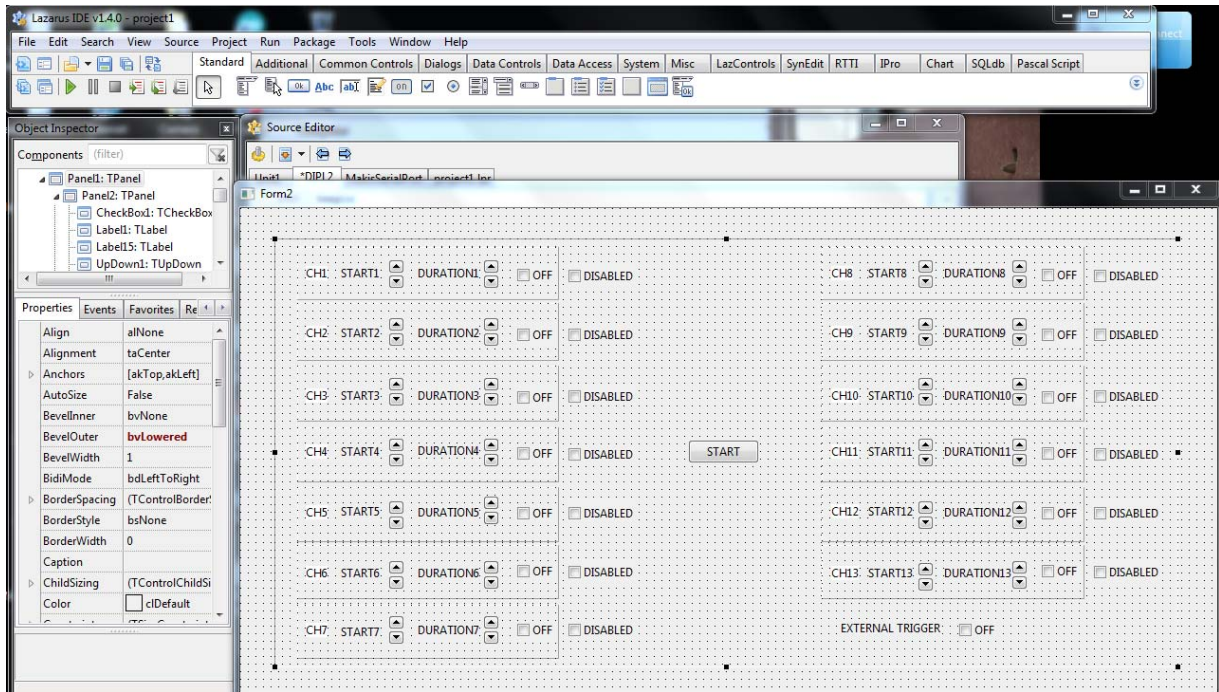 Lazarus IDE v1.4.0 - project1
File Edit Search View Source Project Run Package Tools Window Help
Standard Additional Common Controls Dialogs Data Controls Data Access System Misc LazControls SynEdit RTTI IPro Chart SQLdb Pascal Script
Ok Abc abI on
Object Inspector
Components (filter)
Panel1: TPanel
Panel2: TPanel
CheckBox1: TCheckBox
Label1: TLabel
Label15: TLabel
UpDown1: TUpDown
Properties Events Favorites Re
Align alNone
Alignment taCenter
Anchors [akTop,akLeft]
AutoSize False
BevelInner bvNone
BevelOuter bvLowered
BevelWidth 1
BidiMode bdLeftToRight
BorderSpacing (TControlBorder
BorderStyle bsNone
BorderWidth 0
Caption
ChildSizing (TControlChildSi
Color clDefault
Source Editor
Unit1 *DIPL2 MakisSerialPort project1.lpr
Form2
CH1 START1 DURATION1 OFF DISABLED
CH2 START2 DURATION2 OFF DISABLED
CH3 START3 DURATION3 OFF DISABLED
CH4 START4 DURATION4 OFF DISABLED
CH5 START5 DURATION5 OFF DISABLED
CH6 START6 DURATION6 OFF DISABLED
CH7 START7 DURATION7 OFF DISABLED
START
CH8 START8 DURATION8 OFF DISABLED
CH9 START9 DURATION9 OFF DISABLED
CH10 START10 DURATION10 OFF DISABLED
CH11 START11 DURATION11 OFF DISABLED
CH12 START12 DURATION12 OFF DISABLED
CH13 START13 DURATION13 OFF DISABLED
EXTERNAL TRIGGER OFF